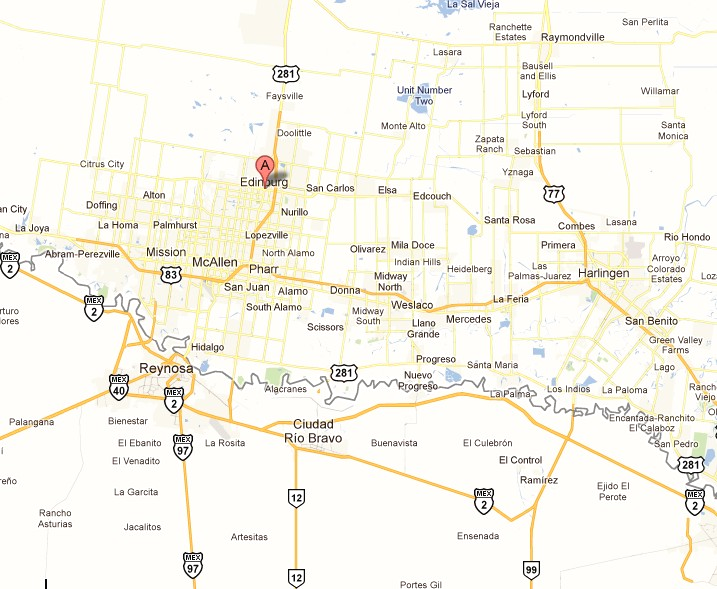 La Sal Vieja
San Perlita
Ranchette
Estates
Raymondville
Lasara
Bausell
and Ellis
281
Faysville
Unit Number
Two
Lyford
Willamar
Lyford
South
Doolittle
Monte Alto
Santa
Monica
Zapata
Ranch
Sebastian
Citrus City
A
Yznaga
Edinburg
San Carlos
Elsa
Edcouch
77
Alton
Doffing
an City
Nurillo
Santa Rosa
Combes
Lasana
La Joya
La Homa
Palmhurst
Lopezville
Rio Hondo
na
Abram-Perezville
Mission
North Alamo
Olivarez
Mila Doce
Primera
Arroyo
Colorado
Estates
MEX
2
McAllen
Pharr
Indian Hills
Heidelberg
Las
Palmas-Juarez
Harlingen
83
San Juan
Alamo
Donna
Midway
North
Loza
MEX
2
South Alamo
Weslaco
La Feria
Arturo
lores
Scissors
Midway
South
Llano
Grande
Mercedes
San Benito
Hidalgo
Green Valley
Farms
Reynosa
Progreso
Santa Maria
Lago
281
Nuevo
Progreso
MEX
40
Alacranes
La Palma
Los Indios
La Paloma
Ranch
Viejo
MEX
2
Palangana
Bienestar
Ciudad
Río Bravo
Encantada-Ranchito
El Calaboz
San Pedro
El Ebanito
MEX
97
La Rosita
Buenavista
El Culebrón
El Venadito
El Control
281
reño
La Garcita
12
Ramírez
MEX
2
Ejido El
Perote
MEX
2
Rancho
Asturias
Jacalitos
Artesitas
Ensenada
MEX
97
12
99
Portes Gil